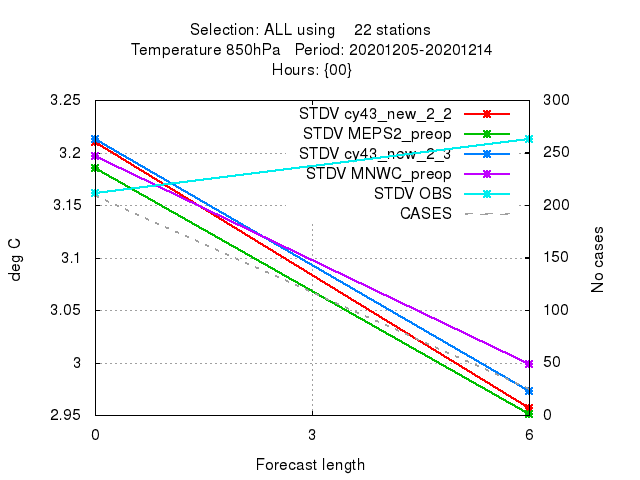 Selection: ALL using    22 stations
Temperature 850hPa   Period: 20201205-20201214
Hours: {00}
3.25
3.2
3.15
3.1
3.05
3
2.95
deg C
STDV cy43_new_2_2
STDV MEPS2_preop
STDV cy43_new_2_3
STDV MNWC_preop
STDV OBS
CASES
300
250
200
150
100
50
0
No cases
0
3
6
Forecast length